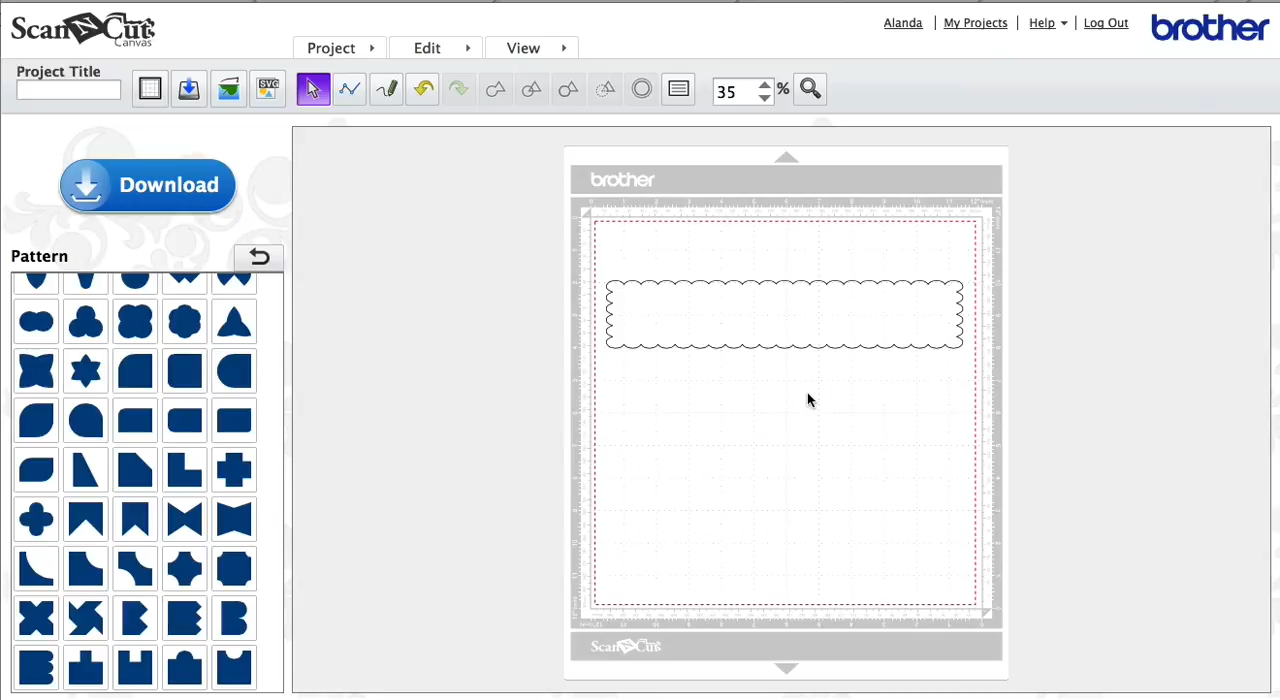 ScanNCut
Canvas
Alanda | My Projects | Help | Log Out
brother
Project Edit View
Project Title
SVG
35 %
Download
Pattern
brother
ScanNCut